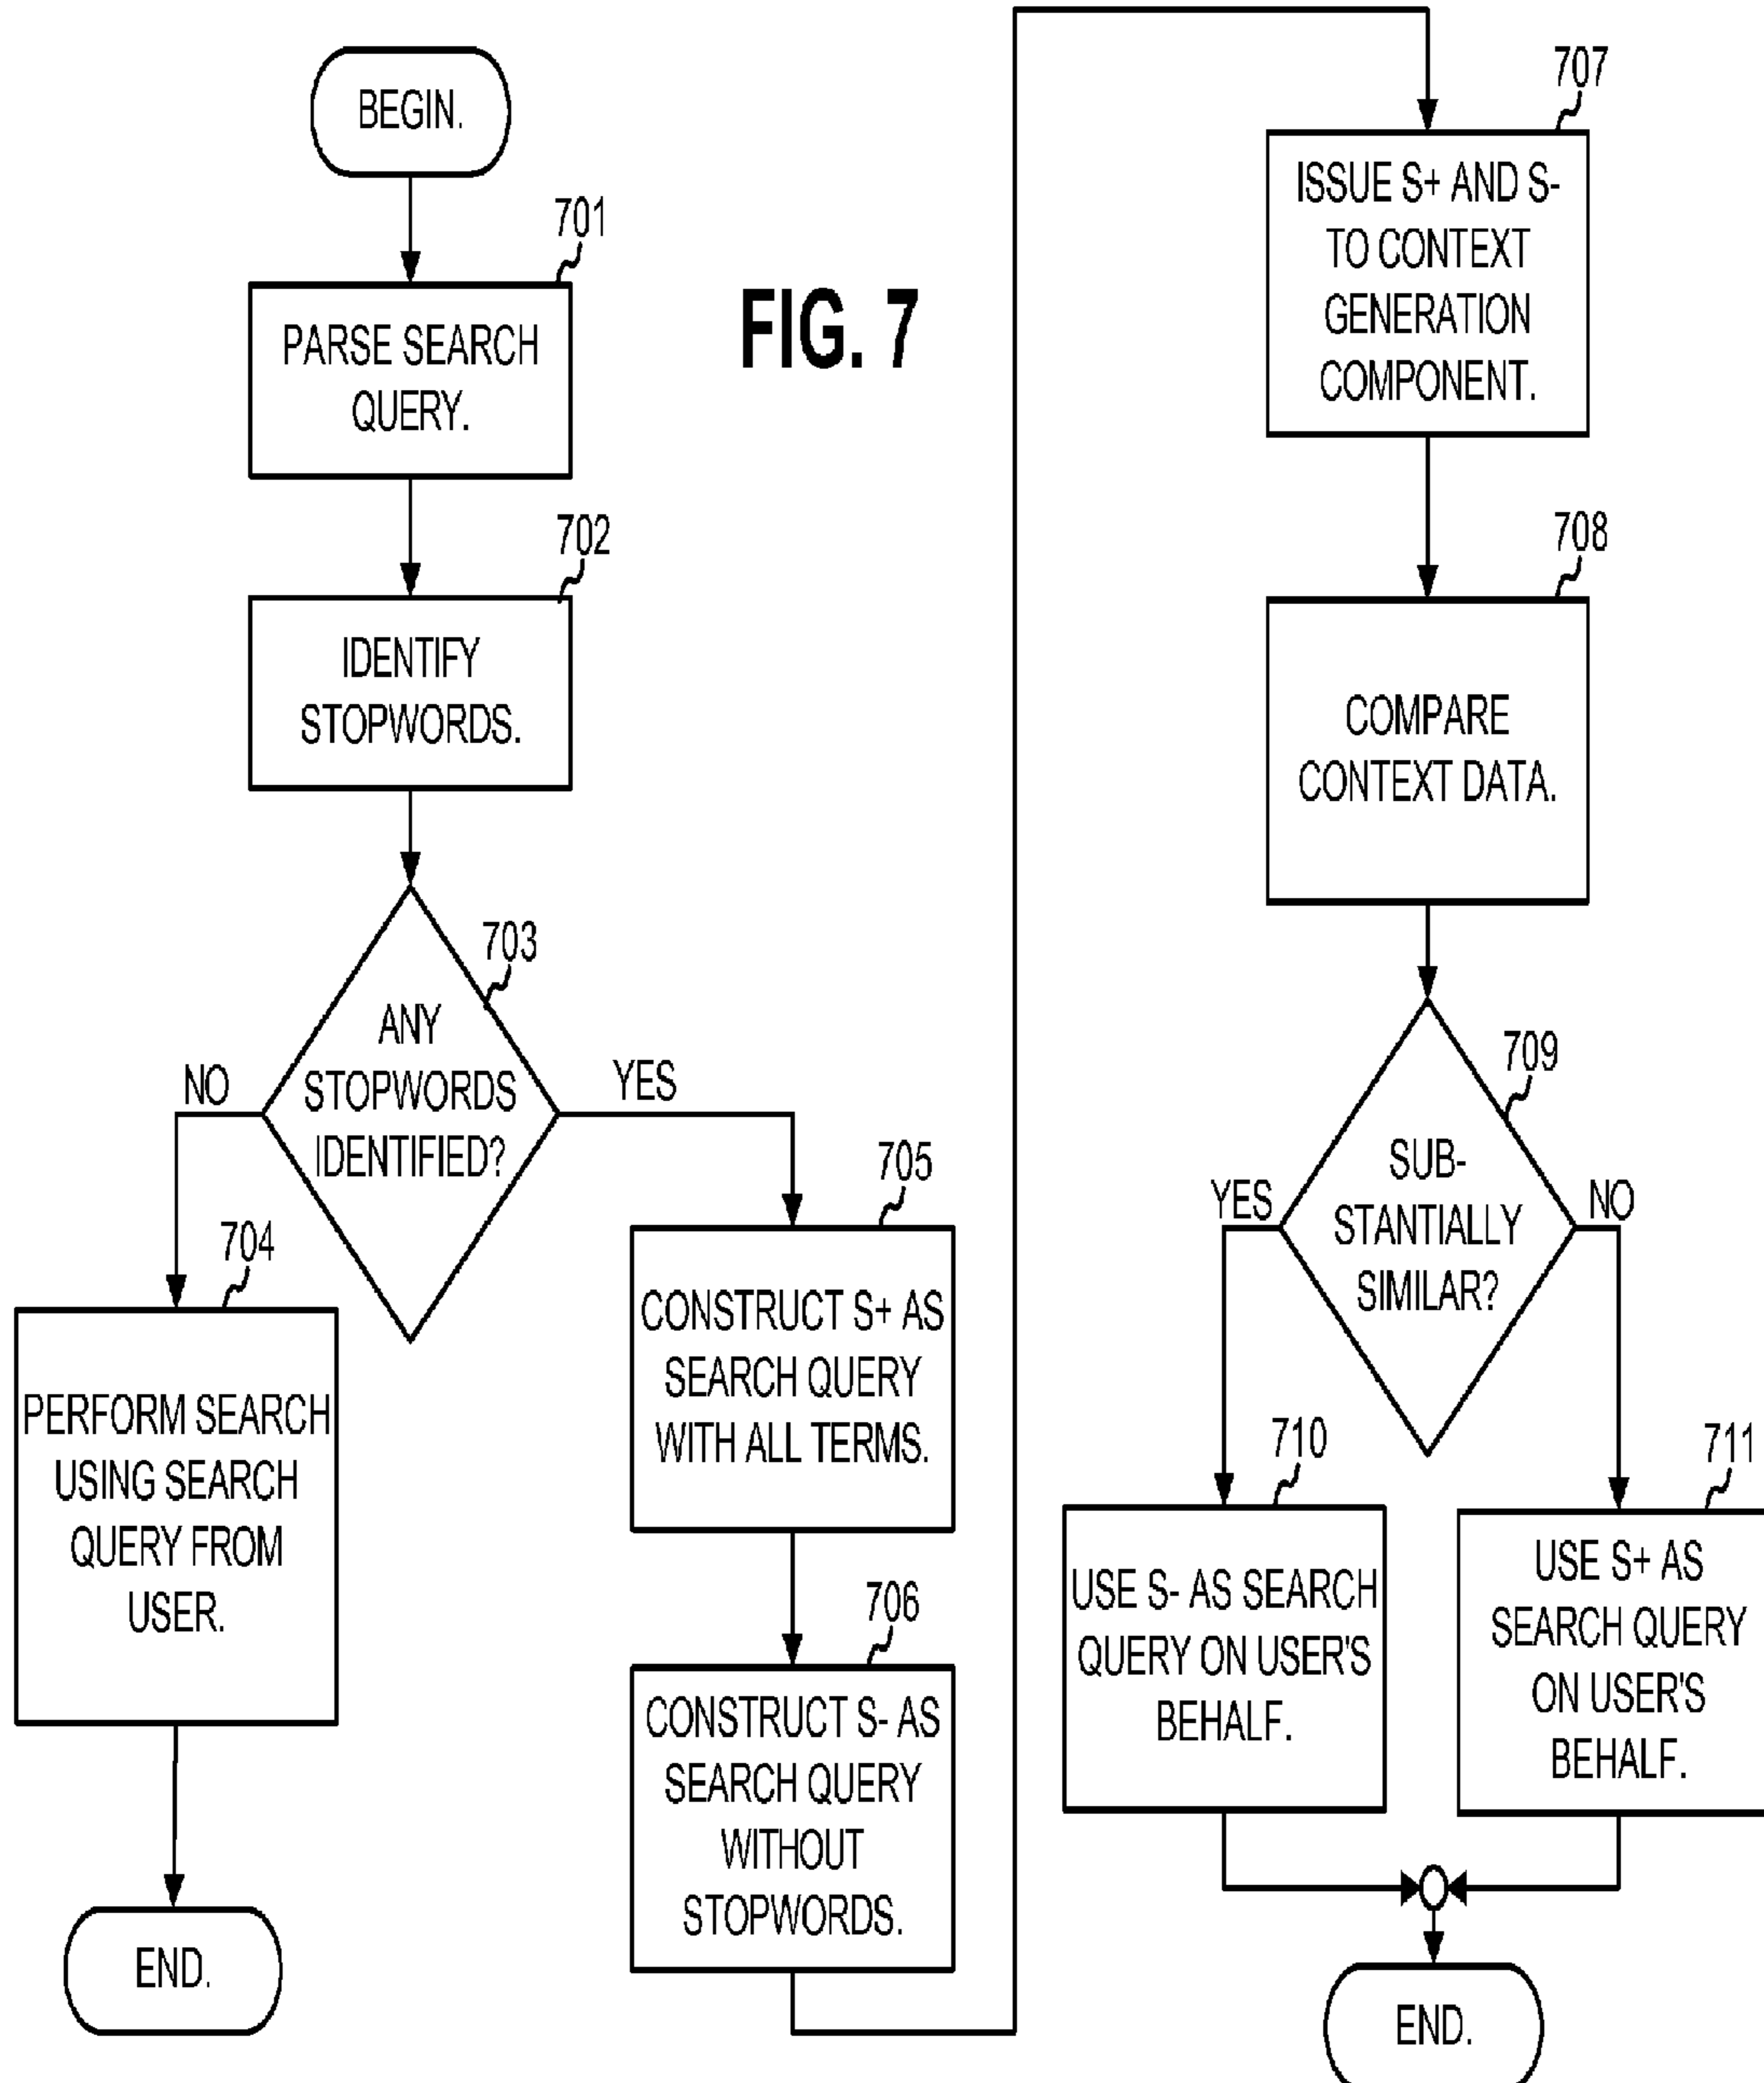 BEGIN.
701
PARSE SEARCH
QUERY.
702
IDENTIFY
STOPWORDS.
703
ANY
STOPWORDS
IDENTIFIED?
NO
YES
704
PERFORM SEARCH
USING SEARCH
QUERY FROM
USER.
END.
705
CONSTRUCT S+ AS
SEARCH QUERY
WITH ALL TERMS.
706
CONSTRUCT S- AS
SEARCH QUERY
WITHOUT
STOPWORDS.
FIG. 7
707
ISSUE S+ AND S-
TO CONTEXT
GENERATION
COMPONENT.
708
COMPARE
CONTEXT DATA.
709
SUB-
STANTIALLY
SIMILAR?
YES
NO
710
USE S- AS SEARCH
QUERY ON USER'S
BEHALF.
711
USE S+ AS
SEARCH QUERY
ON USER'S
BEHALF.
END.